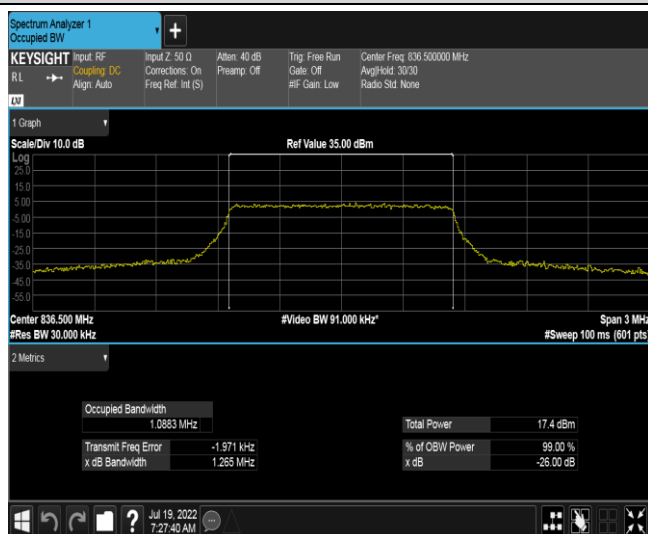 Spectrum Analyzer 1
Occupied BW
KEYSIGHT
R L
LXI
Input: RF
Coupling: DC
Align: Auto
Input Z: 50 Ω
Corrections: On
Freq Ref: Int (S)
Atten: 40 dB
Preamp: Off
Trig: Free Run
Gate: Off
#IF Gain: Low
Center Freq: 836.500000 MHz
Avg|Hold: 30/30
Radio Std: None
1 Graph
Scale/Div 10.0 dB
Ref Value 35.00 dBm
Log
25.0
15.0
5.00
-5.00
-15.0
-25.0
-35.0
-45.0
-55.0
Center 836.500 MHz
#Video BW 91.000 kHz*
Span 3 MHz
#Res BW 30.000 kHz
#Sweep 100 ms (601 pts)
2 Metrics
Occupied Bandwidth
1.0883 MHz
Total Power 17.4 dBm
Transmit Freq Error -1.971 kHz
% of OBW Power 99.00 %
x dB Bandwidth 1.265 MHz
x dB -26.00 dB
?
Jul 19, 2022
7:27:40 AM